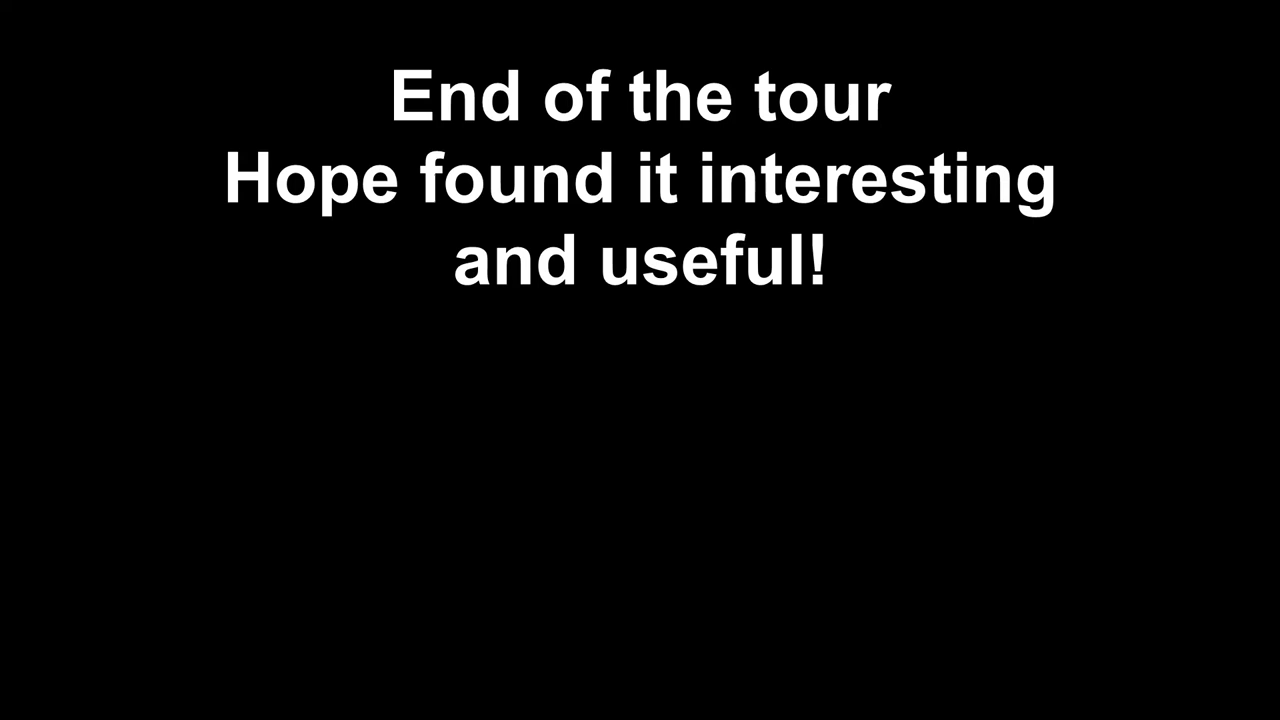 End of the tour
Hope found it interesting
and useful!